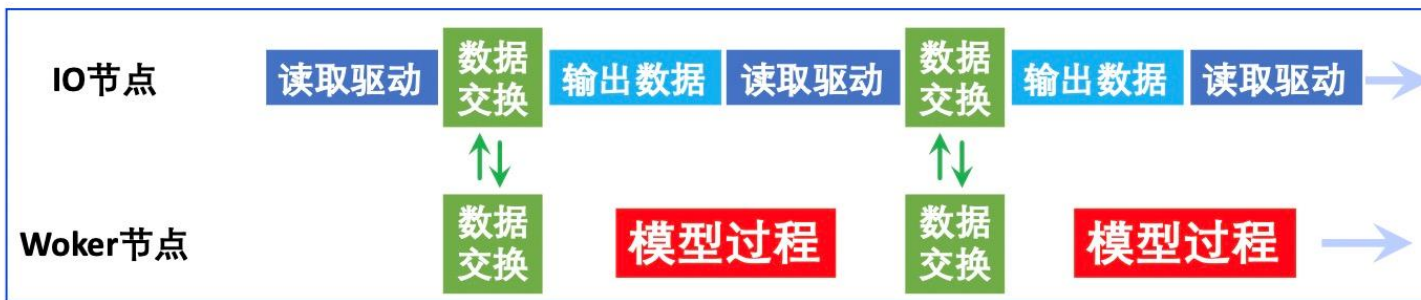 IO节点
读取驱动
数据
交换
输出数据
读取驱动
数据
交换
输出数据
读取驱动
Woker节点
数据
交换
模型过程
数据
交换
模型过程